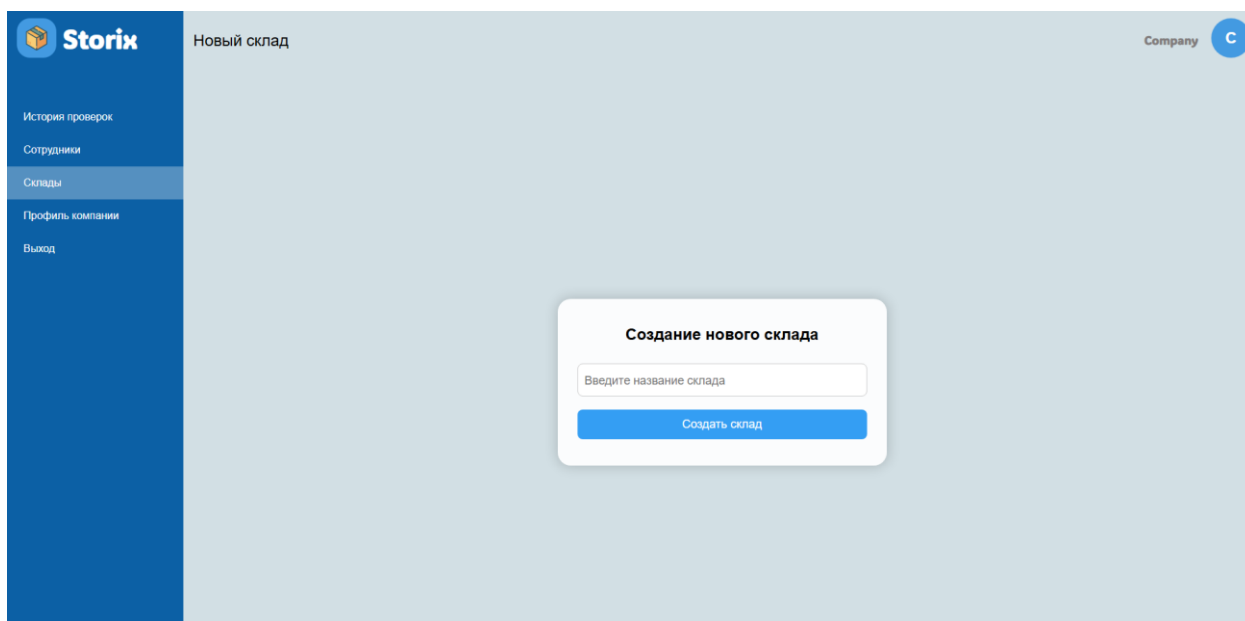 Storix
Новый склад
Company
C
История проверок
Сотрудники
Склады
Профиль компании
Выход
Создание нового склада
Введите название склада
Создать склад